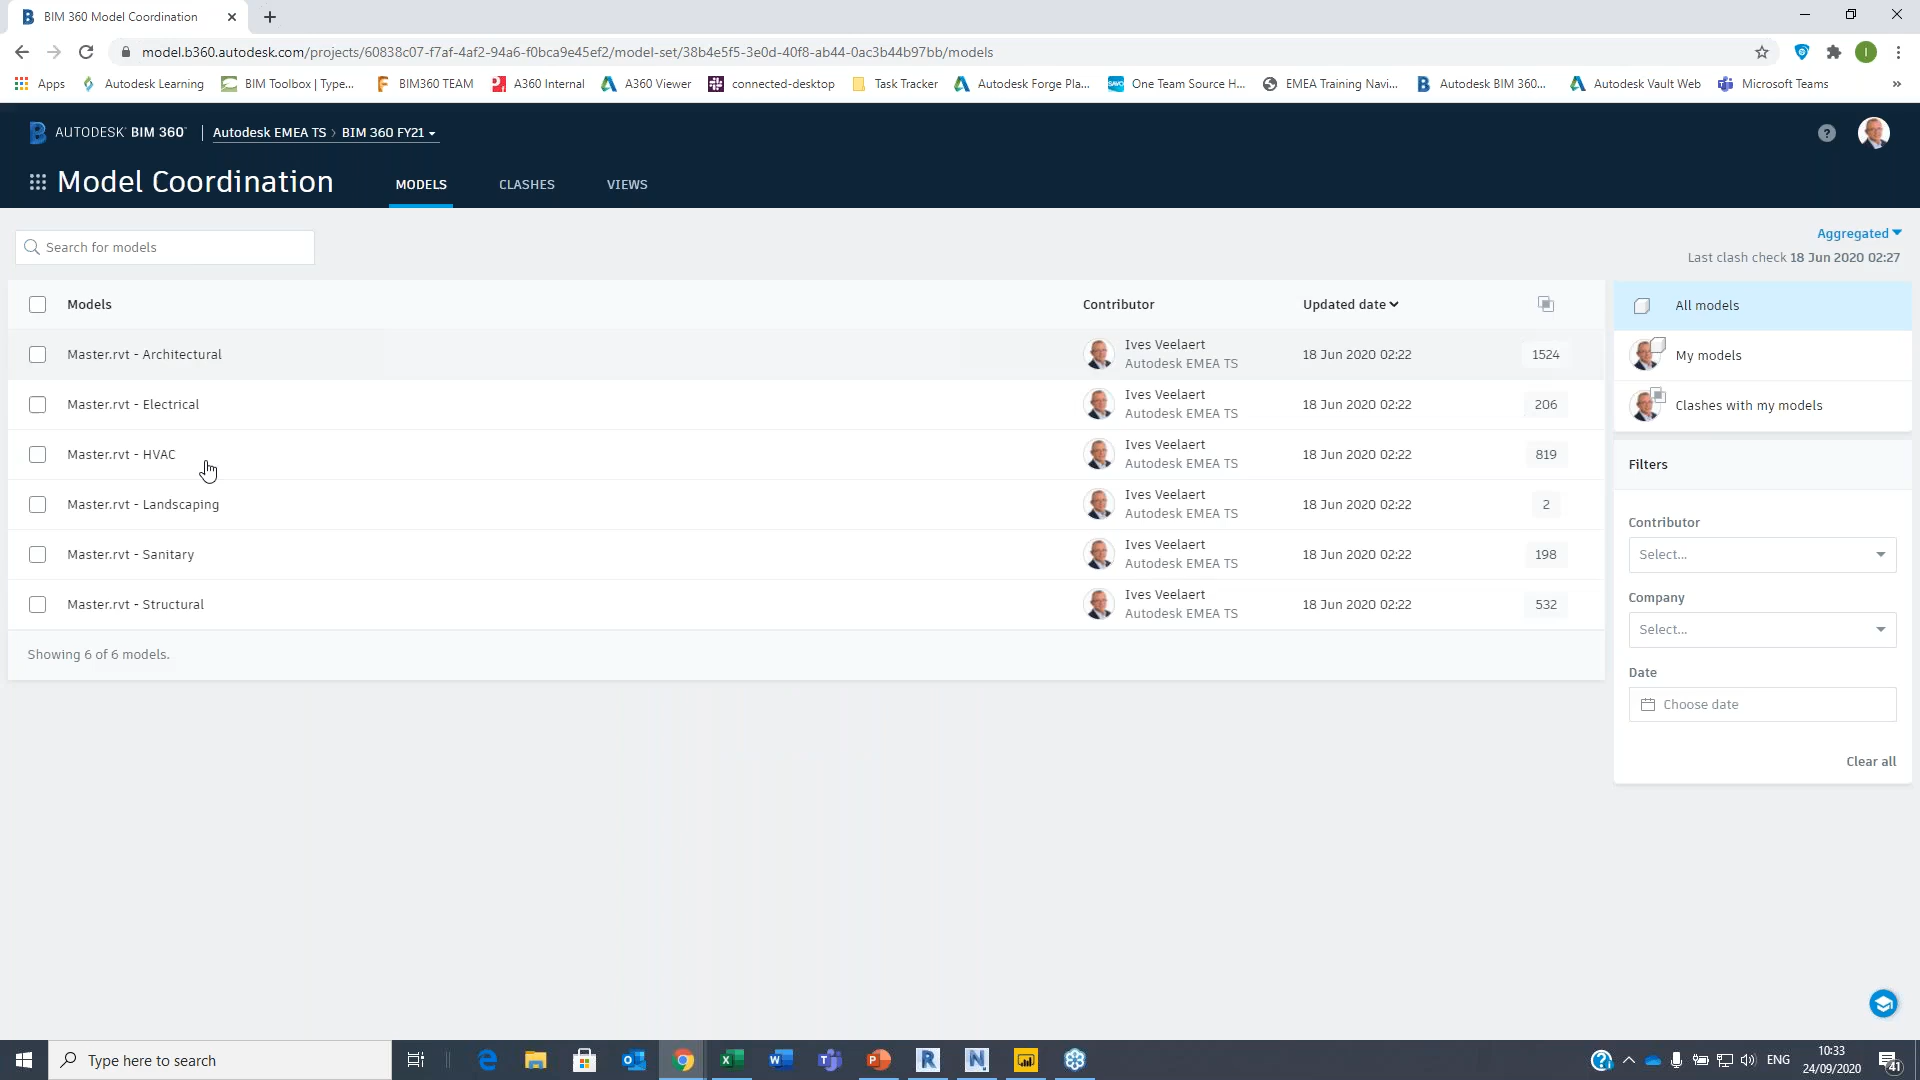 BIM 360 Model Coordination
model.b360.autodesk.com/projects/60838c07-f7af-4af2-94a6-f0bca9e45ef2/model-set/38b4e5f5-3e0d-40f8-ab44-0ac3b44b97bb/models
I
Apps Autodesk Learning BIM Toolbox | Type... BIM360 TEAM A360 Internal A360 Viewer connected-desktop Task Tracker Autodesk Forge Pla... One Team Source H... EMEA Training Navi... Autodesk BIM 360... Autodesk Vault Web Microsoft Teams »
AUTODESK® BIM 360® Autodesk EMEA TS › BIM 360 FY21
?
Model Coordination MODELS CLASHES VIEWS
Search for models
Aggregated
Last clash check 18 Jun 2020 02:27
Models Contributor Updated date
Master.rvt - Architectural Ives Veelaert Autodesk EMEA TS 18 Jun 2020 02:22 1524
Master.rvt - Electrical Ives Veelaert Autodesk EMEA TS 18 Jun 2020 02:22 206
Master.rvt - HVAC Ives Veelaert Autodesk EMEA TS 18 Jun 2020 02:22 819
Master.rvt - Landscaping Ives Veelaert Autodesk EMEA TS 18 Jun 2020 02:22 2
Master.rvt - Sanitary Ives Veelaert Autodesk EMEA TS 18 Jun 2020 02:22 198
Master.rvt - Structural Ives Veelaert Autodesk EMEA TS 18 Jun 2020 02:22 532
Showing 6 of 6 models.
All models
My models
Clashes with my models
Filters
Contributor
Select...
Company
Select...
Date
Choose date
Clear all
Type here to search
ENG
10:33
24/09/2020
41